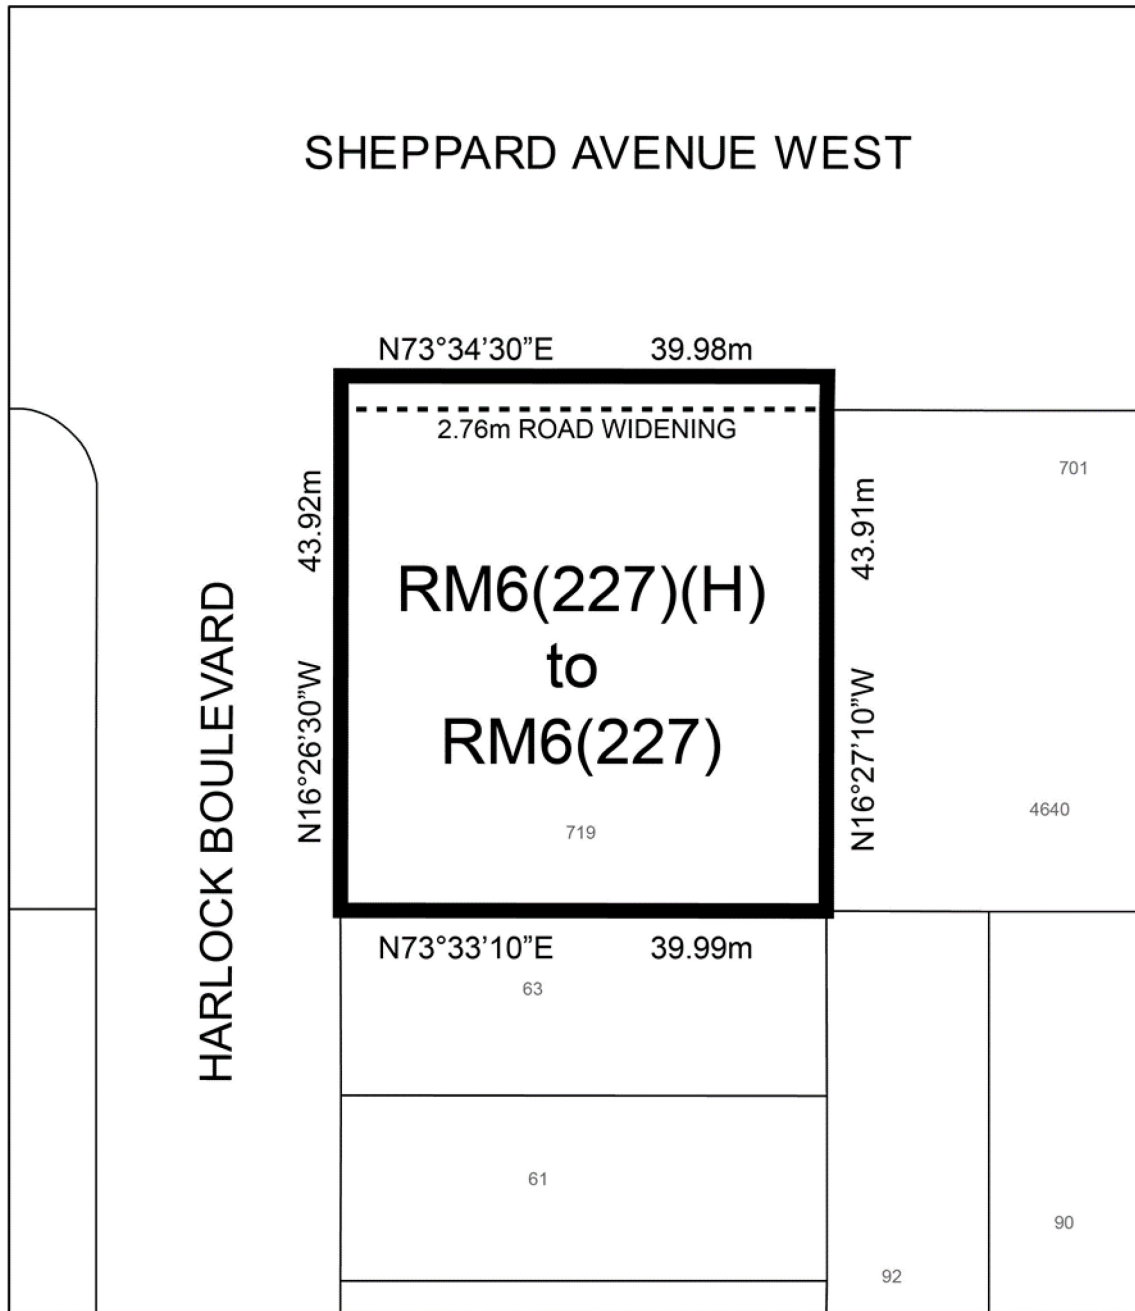 SHEPPARD AVENUE WEST
N73°34'30”E 39.98m
2.76m ROAD WIDENING
701
43.92m
43.91m
RM6(227)(H)
to
RM6(227)
N16°26'30”W
N16°27'10”W
HARLOCK BOULEVARD
719
4640
N73°33'10”E 39.99m
63
61
90
92